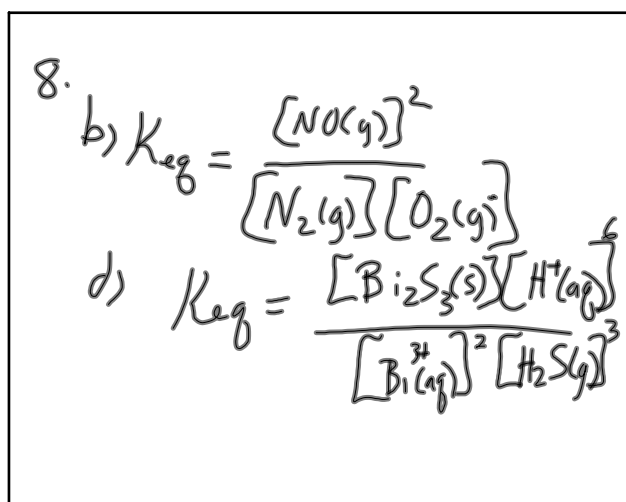 8.
b) Keq = [NO(g)]² / [N₂(g)][O₂(g)]
d) Keq = [Bi₂S₃(s)][H⁺(aq)]⁶ / [Bi³⁺(aq)]²[H₂S(g)]³